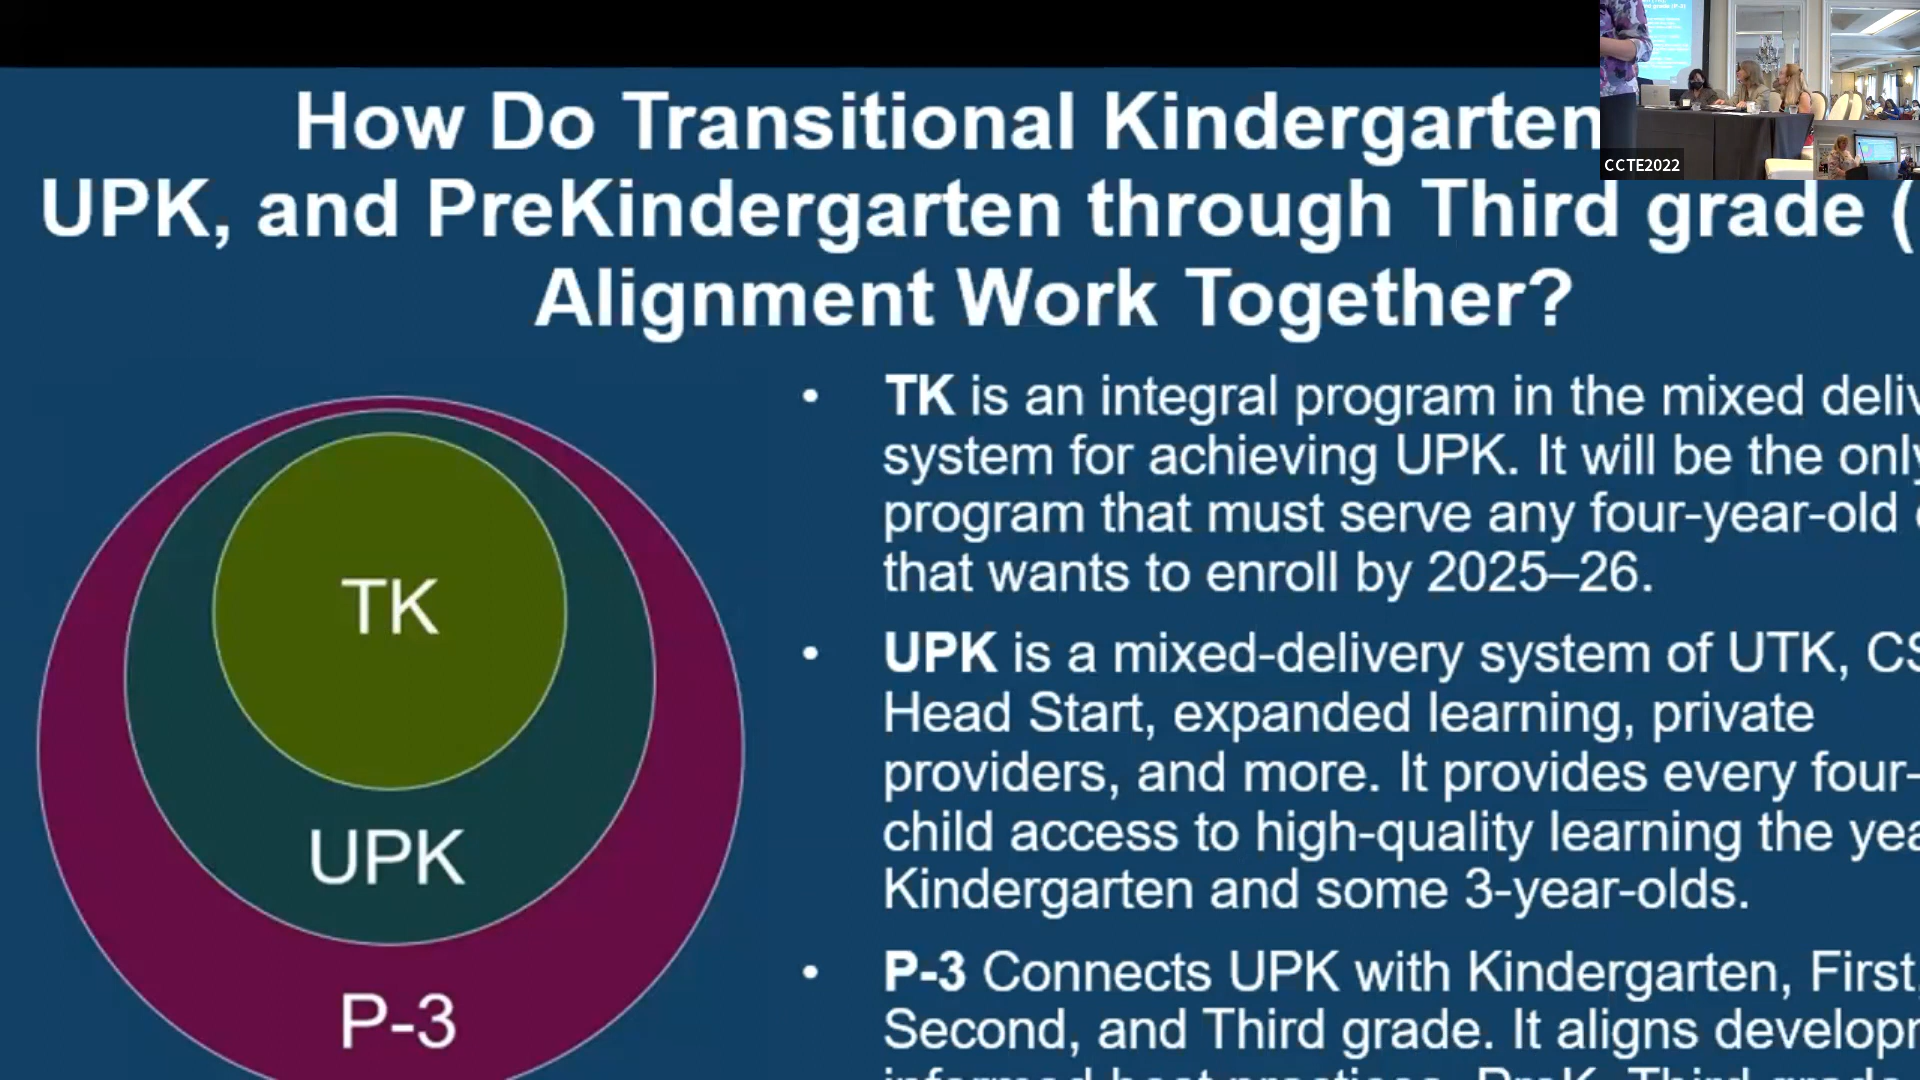 How Do Transitional Kindergarten
UPK, and PreKindergarten through Third grade (
Alignment Work Together?
CCTE2022
TK
UPK
P-3
• TK is an integral program in the mixed
system for achieving UPK. It will be the only
program that must serve any four-year-old
that wants to enroll by 2025–26.
• UPK is a mixed-delivery system of UTK,
Head Start, expanded learning, private
providers, and more. It provides every four-
child access to high-quality learning the
Kindergarten and some 3-year-olds.
• P-3 Connects UPK with Kindergarten, First,
Second, and Third grade. It aligns